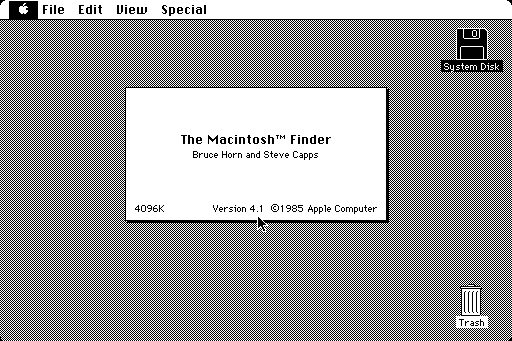 File Edit View Special
System Disk
The Macintosh™ Finder
Bruce Horn and Steve Capps
4096K Version 4.1 ©1985 Apple Computer
Trash